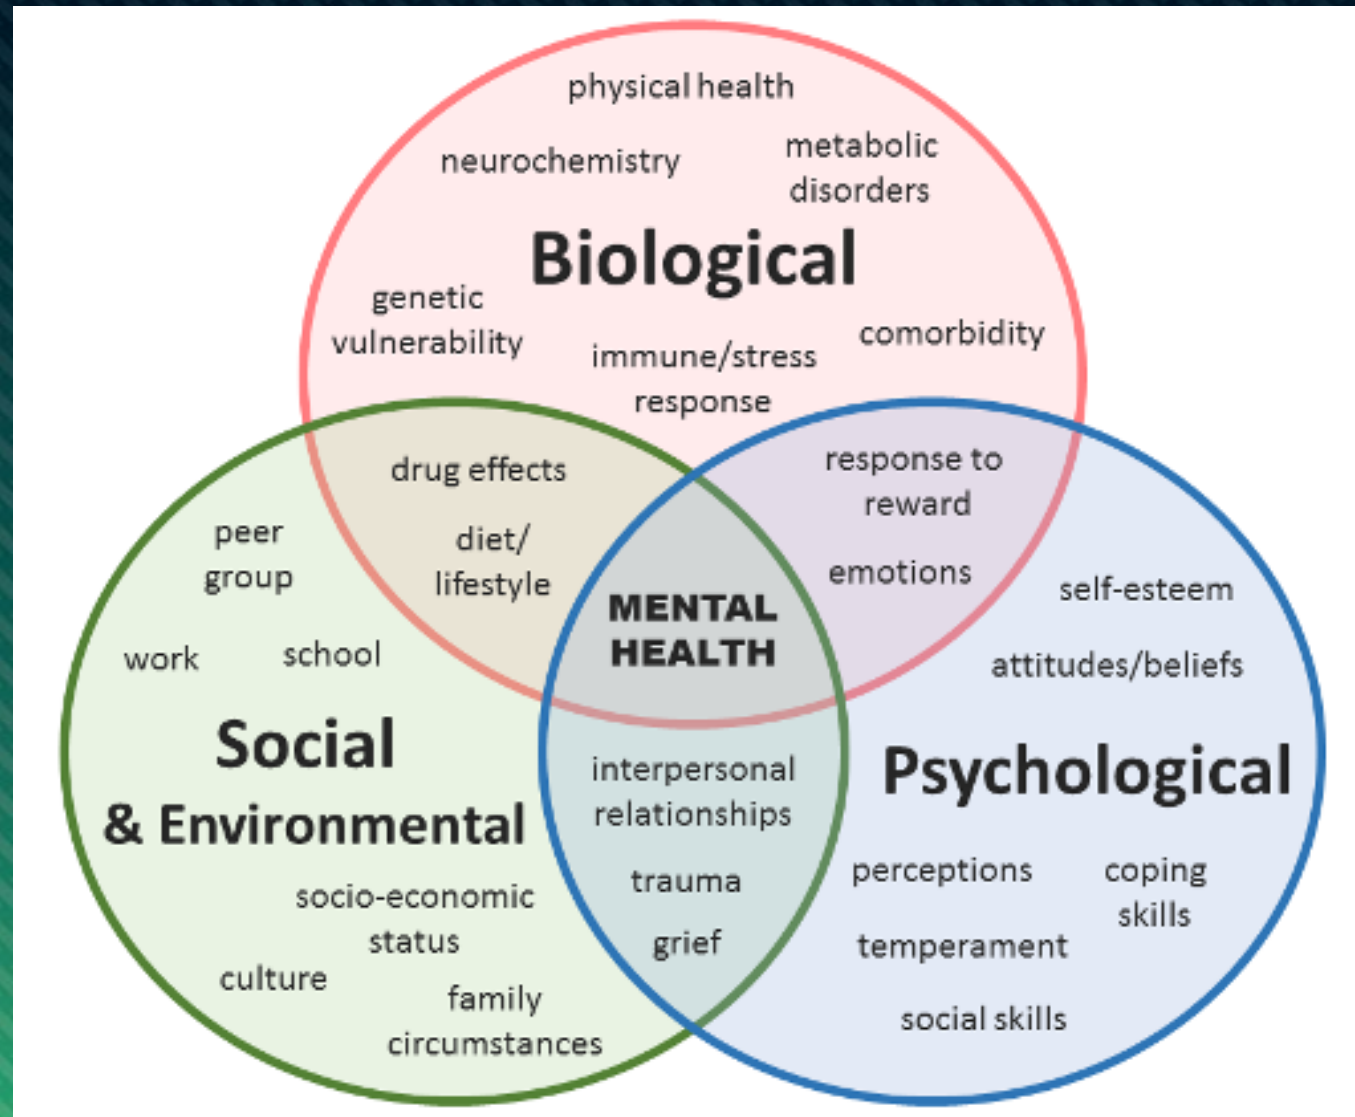 physical health
neurochemistry
metabolic
disorders
Biological
genetic
vulnerability
immune/stress
response
comorbidity
drug effects
diet/
lifestyle
response to
reward
emotions
MENTAL
HEALTH
peer
group
work
school
Social
& Environmental
socio-economic
status
culture
family
circumstances
interpersonal
relationships
trauma
grief
self-esteem
attitudes/beliefs
Psychological
perceptions
coping
skills
temperament
social skills